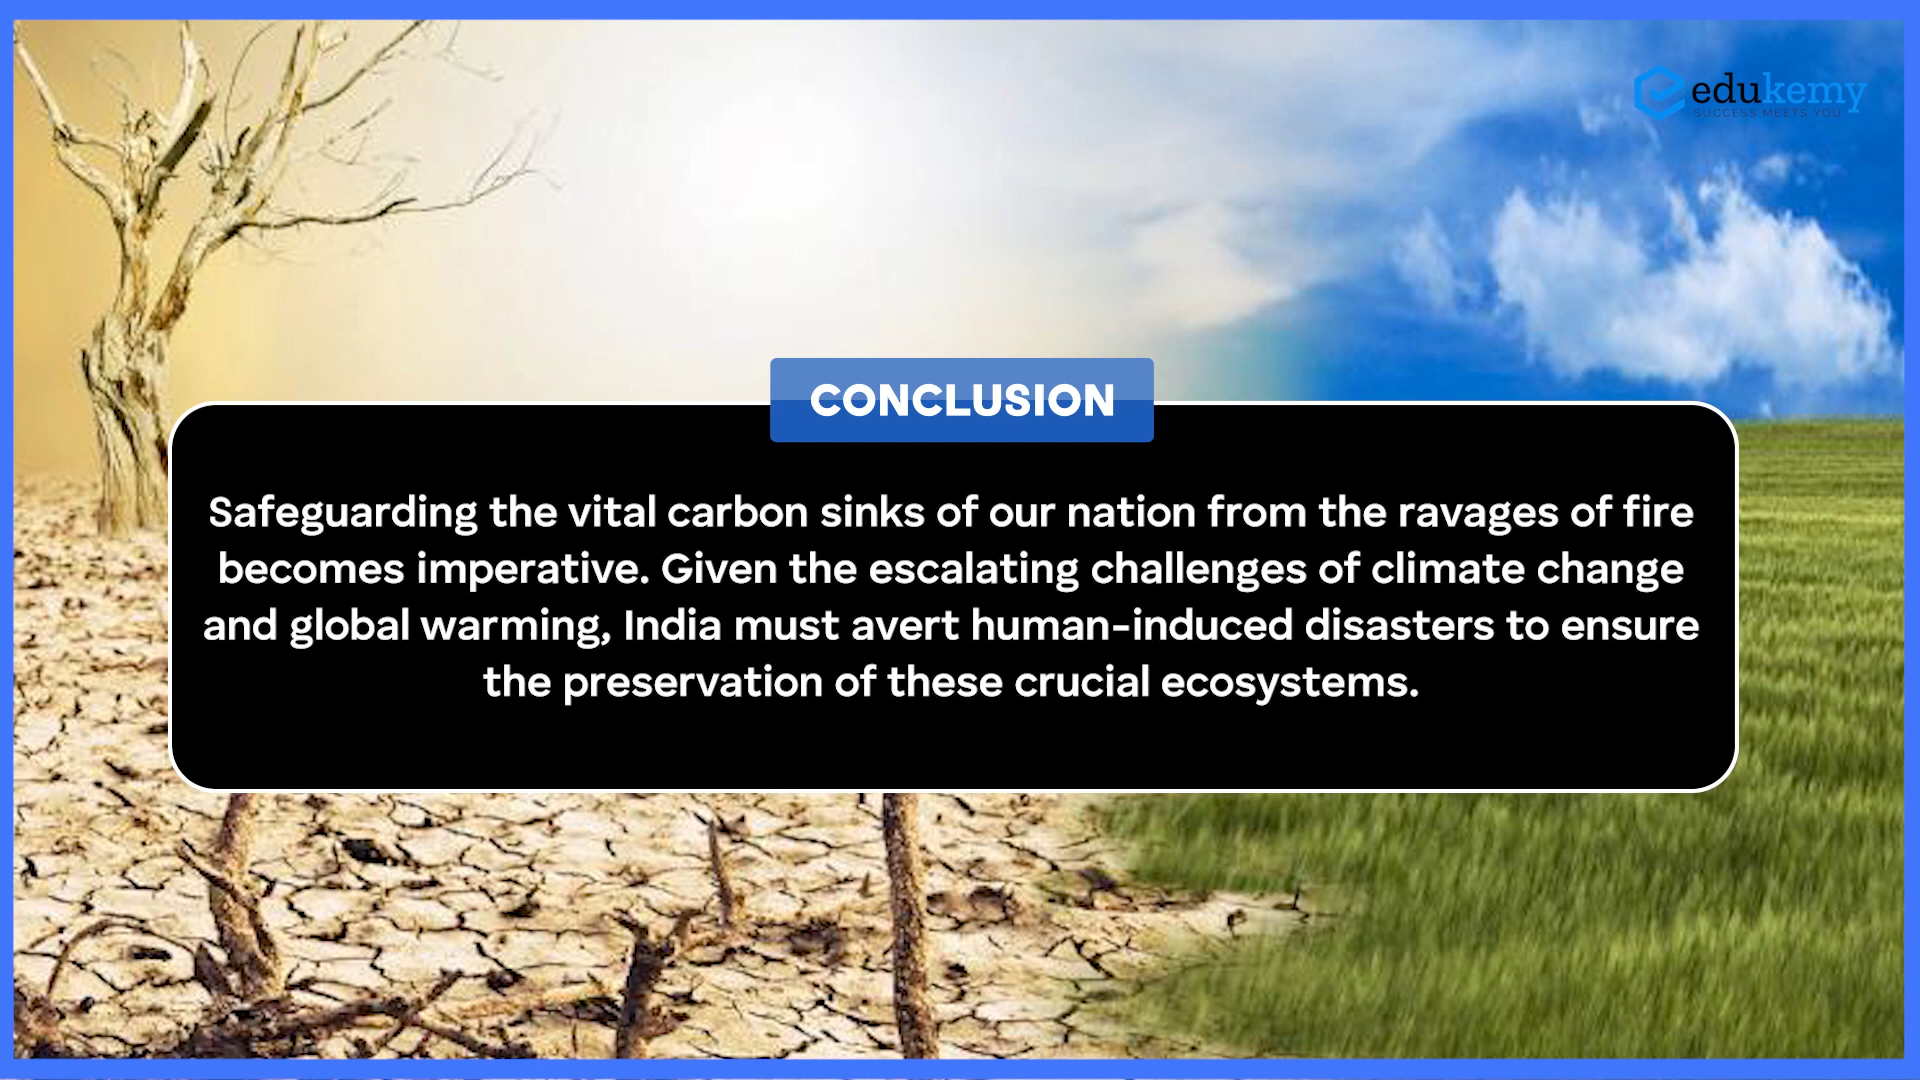 edukemy
SUCCESS MEETS YOU
CONCLUSION
Safeguarding the vital carbon sinks of our nation from the ravages of fire
becomes imperative. Given the escalating challenges of climate change
and global warming, India must avert human-induced disasters to ensure
the preservation of these crucial ecosystems.